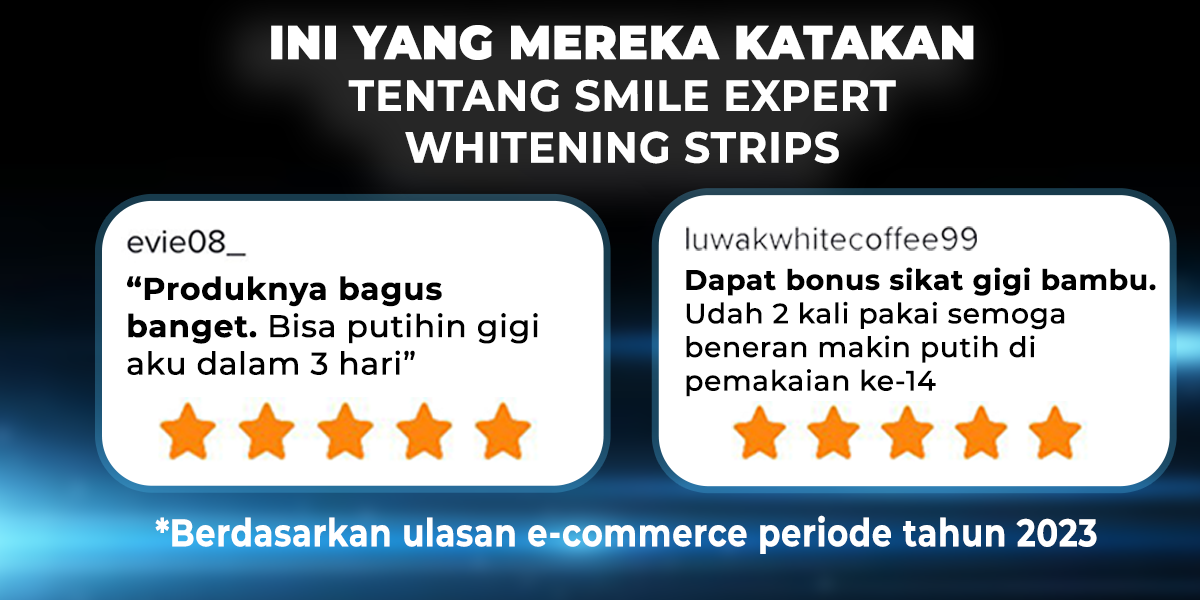 INI YANG MEREKA KATAKAN
TENTANG SMILE EXPERT
WHITENING STRIPS
evie08_
“Produknya bagus
banget. Bisa putihin gigi
aku dalam 3 hari”
luwakwhitecoffee99
Dapat bonus sikat gigi bambu.
Udah 2 kali pakai semoga
beneran makin putih di
pemakaian ke-14
*Berdasarkan ulasan e-commerce periode tahun 2023